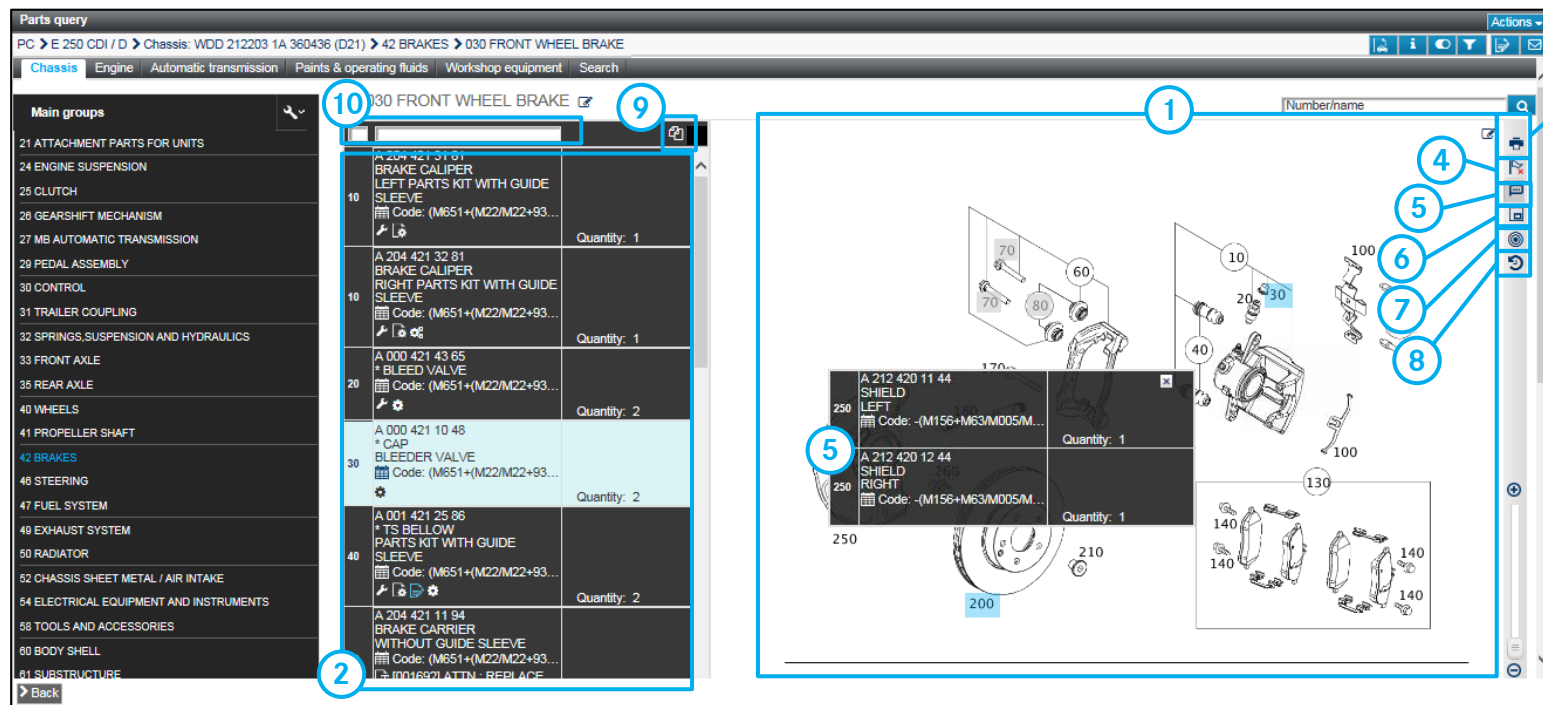 Parts query
Actions
PC > E 250 CDI / D > Chassis: WDD 212203 1A 360436 (D21) > 42 BRAKES > 030 FRONT WHEEL BRAKE
Chassis Engine Automatic transmission Paints & operating fluids Workshop equipment Search
Main groups
21 ATTACHMENT PARTS FOR UNITS
24 ENGINE SUSPENSION
25 CLUTCH
26 GEARSHIFT MECHANISM
27 MB AUTOMATIC TRANSMISSION
29 PEDAL ASSEMBLY
30 CONTROL
31 TRAILER COUPLING
32 SPRINGS,SUSPENSION AND HYDRAULICS
33 FRONT AXLE
35 REAR AXLE
40 WHEELS
41 PROPELLER SHAFT
42 BRAKES
46 STEERING
47 FUEL SYSTEM
49 EXHAUST SYSTEM
50 RADIATOR
52 CHASSIS SHEET METAL / AIR INTAKE
54 ELECTRICAL EQUIPMENT AND INSTRUMENTS
58 TOOLS AND ACCESSORIES
60 BODY SHELL
61 SUBSTRUCTURE
> Back
10
030 FRONT WHEEL BRAKE
9
A 204 421 31 81
BRAKE CALIPER
LEFT PARTS KIT WITH GUIDE
SLEEVE
10
Code: (M651+(M22/M22+93...
Quantity: 1
A 204 421 32 81
BRAKE CALIPER
RIGHT PARTS KIT WITH GUIDE
SLEEVE
10
Code: (M651+(M22/M22+93...
Quantity: 1
A 000 421 43 65
* BLEED VALVE
20
Code: (M651+(M22/M22+93...
Quantity: 2
A 000 421 10 48
* CAP
BLEEDER VALVE
30
Code: (M651+(M22/M22+93...
Quantity: 2
A 001 421 25 86
* TS BELLOW
PARTS KIT WITH GUIDE
SLEEVE
40
Code: (M651+(M22/M22+93...
Quantity: 2
A 204 421 11 94
BRAKE CARRIER
WITHOUT GUIDE SLEEVE
Code: (M651+(M22/M22+93...
[001692] ATTN.: REPLACE
2
1
Number/name
4
5
6
7
8
70
60
70
80
10
20
30
40
100
100
170
A 212 420 11 44
SHIELD
250
LEFT
Code: -(M156+M63/M005/M...
Quantity: 1
5
A 212 420 12 44
SHIELD
250
RIGHT
Code: -(M156+M63/M005/M...
Quantity: 1
180
260
250
200
210
130
140
140
140
140